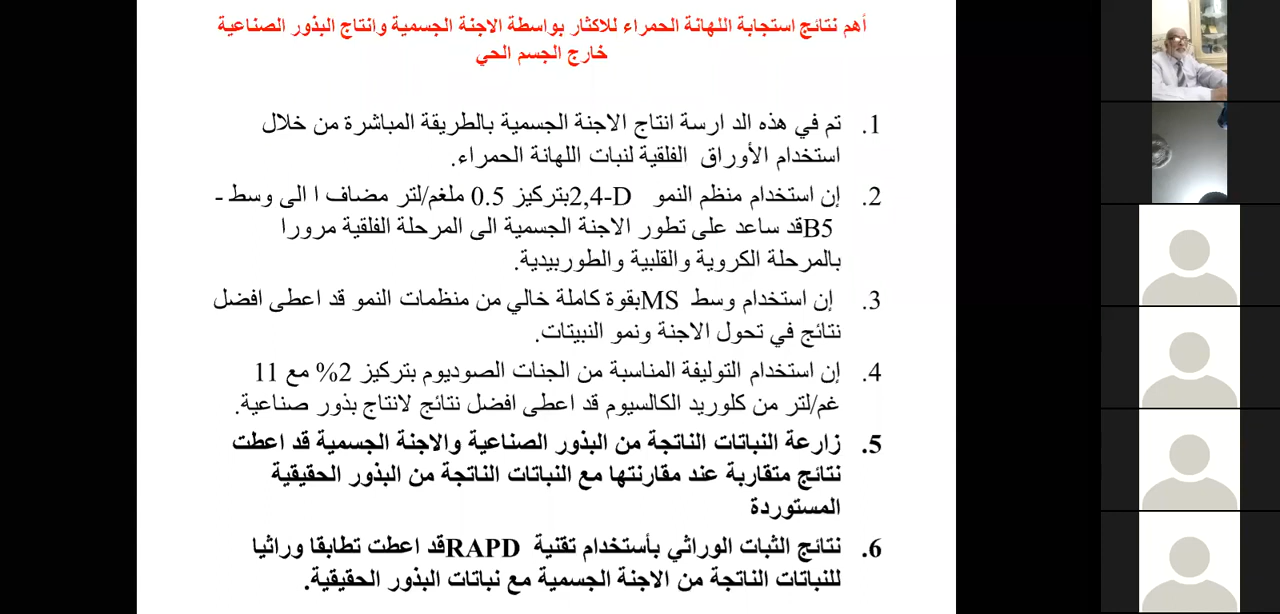 أهم نتائج استجابة اللهانة الحمراء للاكثار بواسطة الاجنة الجسمية وانتاج البذور الصناعية
خارج الجسم الحي
1. تم في هذه الد ارسة انتاج الاجنة الجسمية بالطريقة المباشرة من خلال
استخدام الأوراق الفلقية لنبات اللهانة الحمراء.
2. إن استخدام منظم النمو 2,4-D بتركيز 0.5 ملغم/لتر مضاف ا الى وسط -
B5 قد ساعد على تطور الاجنة الجسمية الى المرحلة الفلقية مرورا
بالمرحلة الكروية والقلبية والطوربيدية.
3. إن استخدام وسط MS بقوة كاملة خالي من منظمات النمو قد اعطى افضل
نتائج في تحول الاجنة ونمو النبيتات.
4. إن استخدام التوليفة المناسبة من الجنات الصوديوم بتركيز 2% مع 11
غم/لتر من كلوريد الكالسيوم قد اعطى افضل نتائج لانتاج بذور صناعية.
5. زارعة النباتات الناتجة من البذور الصناعية والاجنة الجسمية قد اعطت
نتائج متقاربة عند مقارنتها مع النباتات الناتجة من البذور الحقيقية
المستوردة
6. نتائج الثبات الوراثي بأستخدام تقنية RAPD قد اعطت تطابقا وراثيا
للنباتات الناتجة من الاجنة الجسمية مع نباتات البذور الحقيقية.